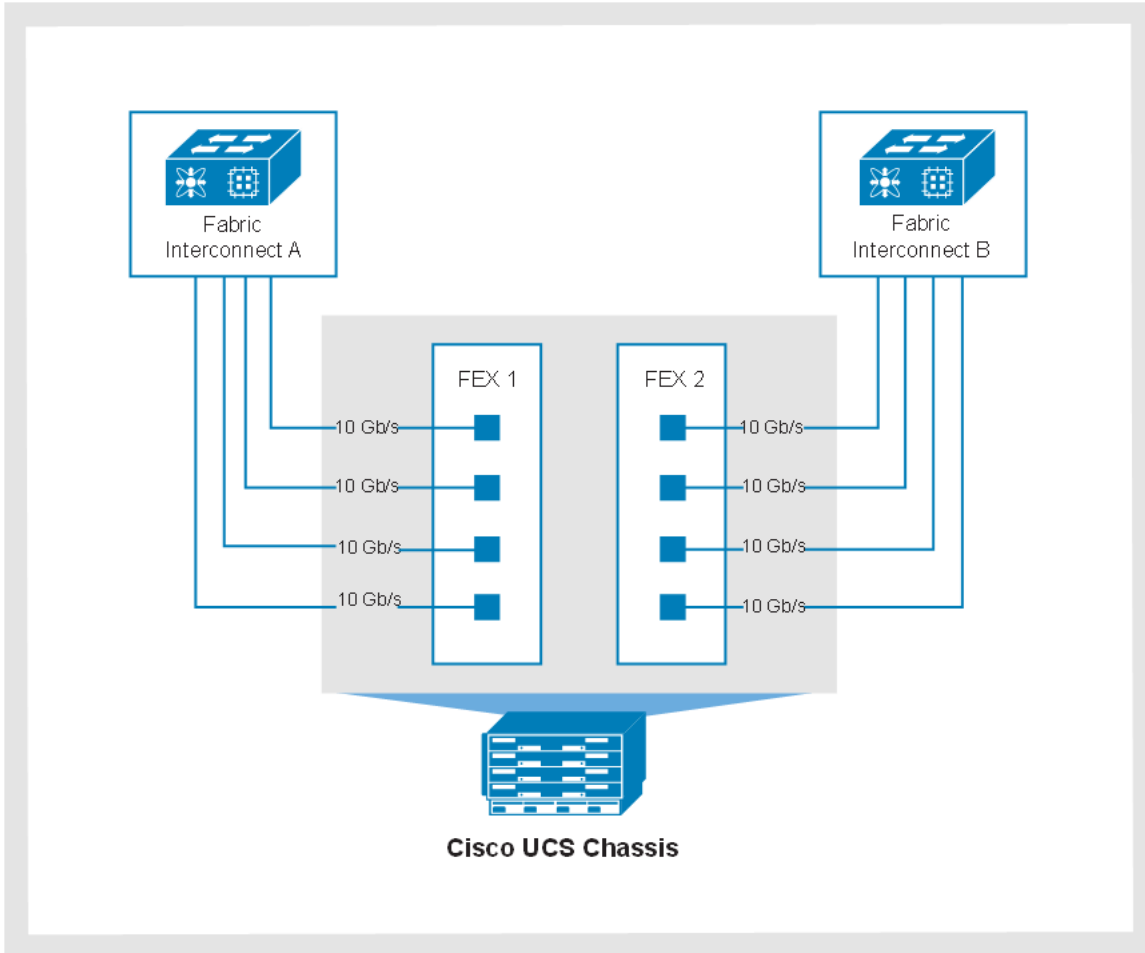 Fabric
Interconnect A
Fabric
Interconnect B
FEX 1
FEX 2
10 Gb/s
10 Gb/s
10 Gb/s
10 Gb/s
10 Gb/s
10 Gb/s
10 Gb/s
10 Gb/s
Cisco UCS Chassis